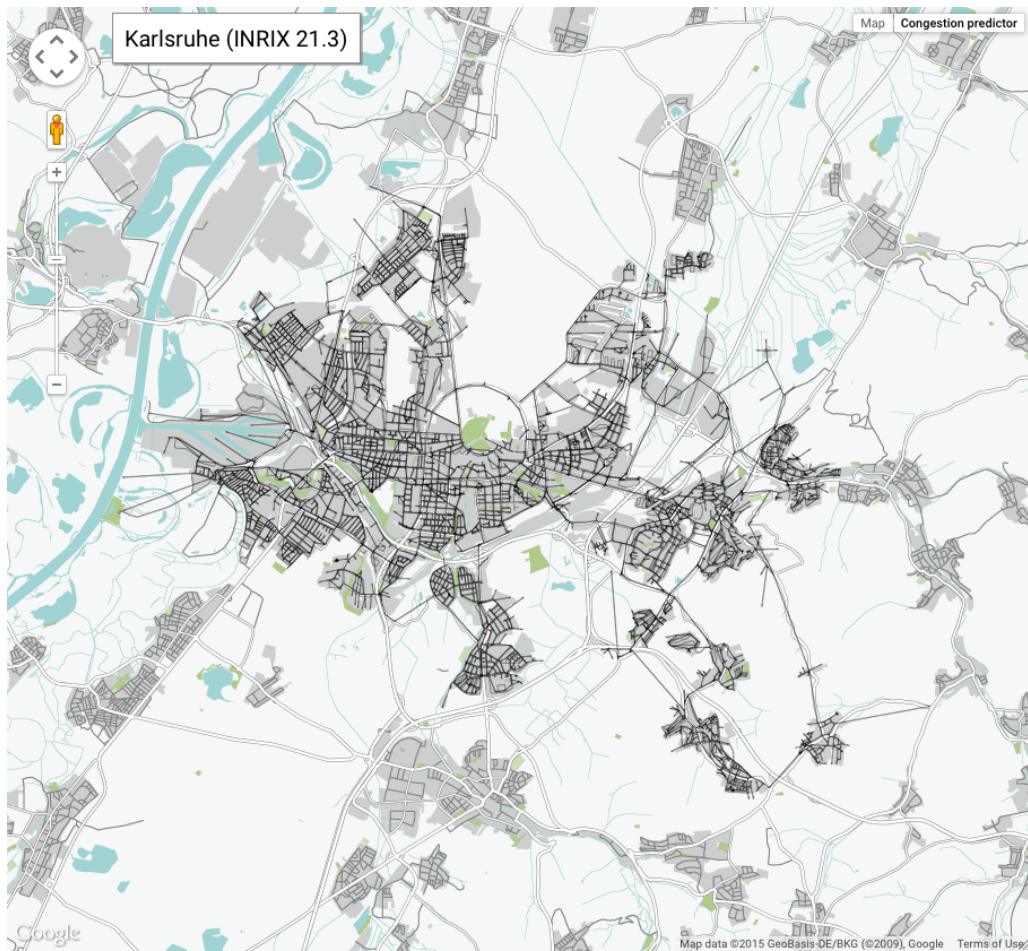 Karlsruhe (INRIX 21.3)
Map Congestion predictor
Google
Map data ©2015 GeoBasis-DE/BKG (©2009), Google Terms of Use